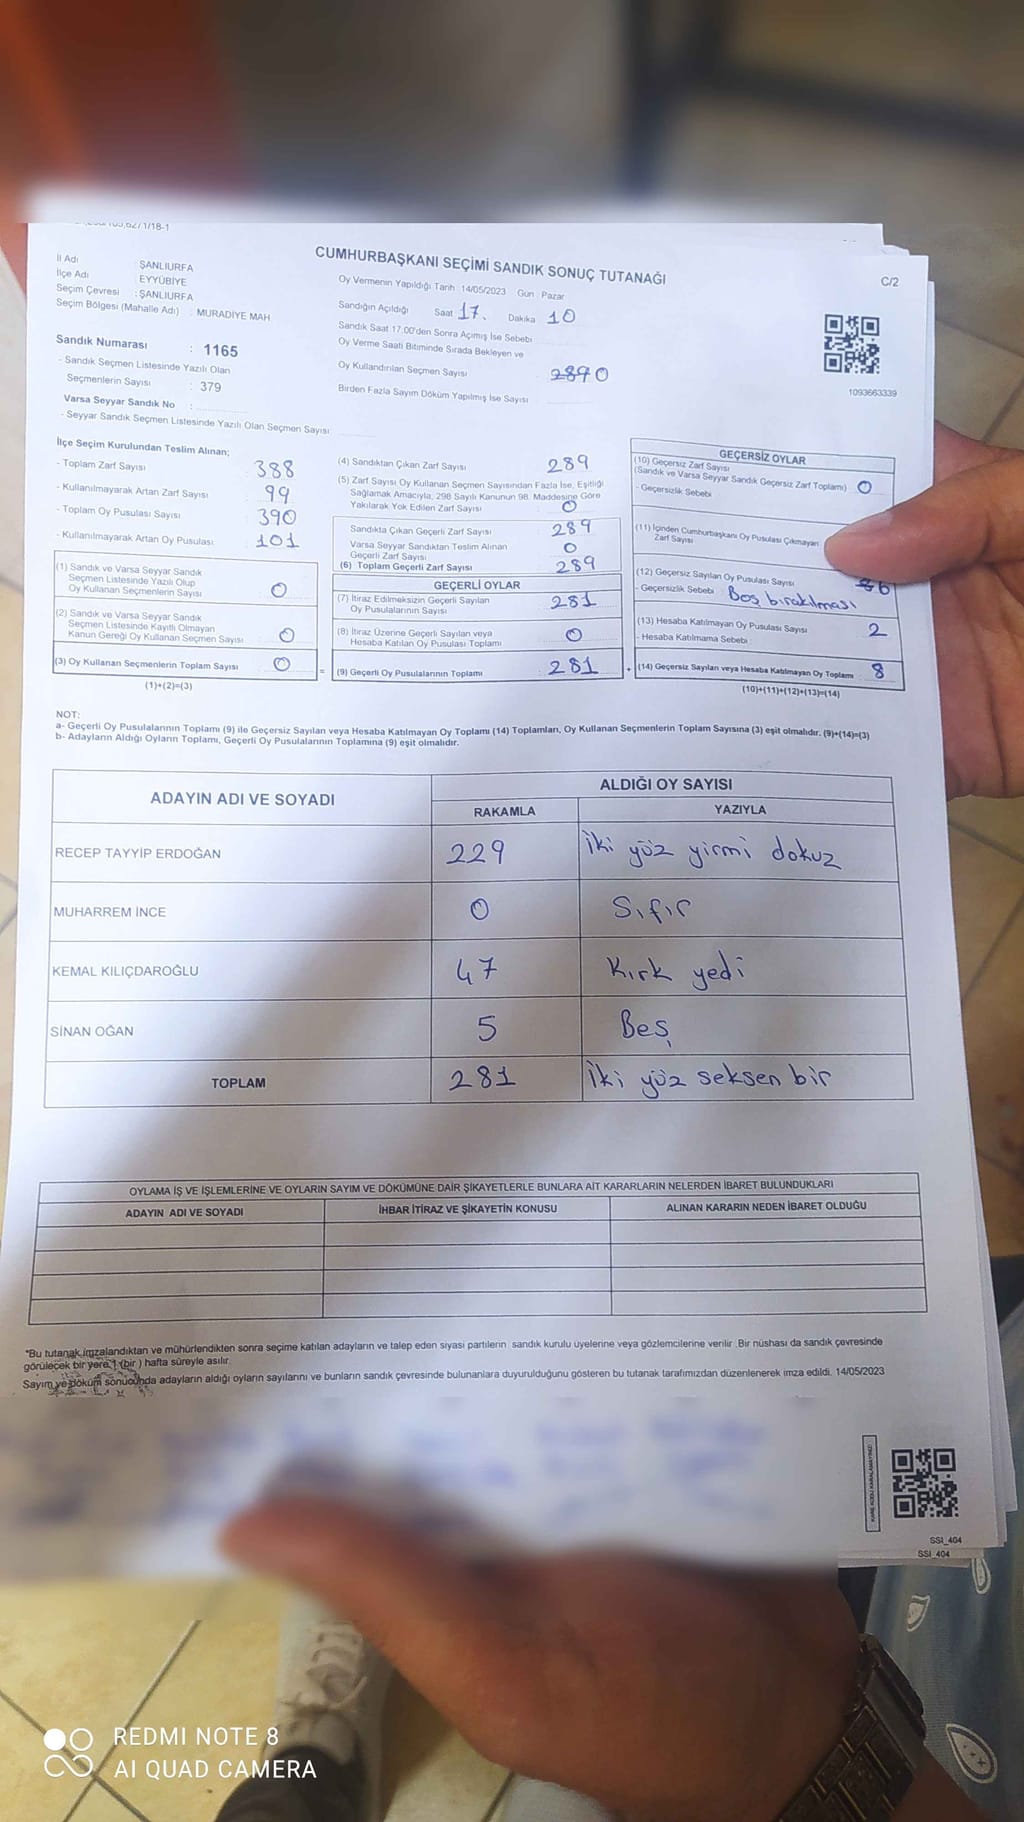 CUMHURBAŞKANI SEÇİMİ SANDIK SONUÇ TUTANAĞI
C/2
İl Adı : ŞANLIURFA
İlçe Adı : EYYÜBİYE
Seçim Çevresi : ŞANLIURFA
Seçim Bölgesi (Mahalle Adı) : MURADİYE MAH
Sandık Numarası : 1165
- Sandık Seçmen Listesinde Yazılı Olan
Seçmenlerin Sayısı : 379
Varsa Seyyar Sandık No :
- Seyyar Sandık Seçmen Listesinde Yazılı Olan Seçmen Sayısı:
Oy Vermenin Yapıldığı Tarih : 14/05/2023 Gün : Pazar
Sandığın Açıldığı Saat 17. Dakika 10
Sandık Saat 17.00'den Sonra Açımış İse Sebebi
Oy Verme Saati Bitiminde Sırada Bekleyen ve
Oy Kullandırılan Seçmen Sayısı 289 0
Birden Fazla Sayım Döküm Yapılmış İse Sayısı
1093663339
İlçe Seçim Kurulundan Teslim Alınan;
- Toplam Zarf Sayısı 388
- Kullanılmayarak Artan Zarf Sayısı 99
- Toplam Oy Pusulası Sayısı 390
- Kullanılmayarak Artan Oy Pusulası 101
(1) Sandık ve Varsa Seyyar Sandık
Seçmen Listesinde Yazılı Olup
Oy Kullanan Seçmenlerin Sayısı 0
(2) Sandık ve Varsa Seyyar Sandık
Seçmen Listesinde Kayıtlı Olmayan
Kanun Gereği Oy Kullanan Seçmen Sayısı 0
(3) Oy Kullanan Seçmenlerin Toplam Sayısı 0 =
(1)+(2)=(3)
(4) Sandıktan Çıkan Zarf Sayısı 289
(5) Zarf Sayısı Oy Kullanan Seçmen Sayısından Fazla İse, Eşitliği
Sağlamak Amacıyla, 298 Sayılı Kanunun 98. Maddesine Göre
Yakılarak Yok Edilen Zarf Sayısı 0
Sandıkta Çıkan Geçerli Zarf Sayısı 289
Varsa Seyyar Sandıktan Teslim Alınan
Geçerli Zarf Sayısı 0
(6) Toplam Geçerli Zarf Sayısı 289
GEÇERLİ OYLAR
(7) İtiraz Edilmeksizin Geçerli Sayılan
Oy Pusulalarının Sayısı 281
(8) İtiraz Üzerine Geçerli Sayılan veya
Hesaba Katılan Oy Pusulası Toplamı 0
(9) Geçerli Oy Pusulalarının Toplamı 281 +
GEÇERSİZ OYLAR
(10) Geçersiz Zarf Sayısı
(Sandık ve Varsa Seyyar Sandık Geçersiz Zarf Toplamı) 0
- Geçersizlik Sebebi
(11) İçinden Cumhurbaşkanı Oy Pusulası Çıkmayan
Zarf Sayısı
(12) Geçersiz Sayılan Oy Pusulası Sayısı 6
- Geçersizlik Sebebi Boş bırakılması
(13) Hesaba Katılmayan Oy Pusulası Sayısı 2
- Hesaba Katılmama Sebebi
(14) Geçersiz Sayılan veya Hesaba Katılmayan Oy Toplamı 8
(10)+(11)+(12)+(13)=(14)
NOT:
a- Geçerli Oy Pusulalarının Toplamı (9) ile Geçersiz Sayılan veya Hesaba Katılmayan Oy Toplamı (14) Toplamları, Oy Kullanan Seçmenlerin Toplam Sayısına (3) eşit olmalıdır. (9)+(14)=(3)
b- Adayların Aldığı Oyların Toplamı, Geçerli Oy Pusulalarının Toplamına (9) eşit olmalıdır.
ADAYIN ADI VE SOYADI
ALDIĞI OY SAYISI
RAKAMLA YAZIYLA
RECEP TAYYİP ERDOĞAN 229 İki yüz yirmi dokuz
MUHARREM İNCE 0 Sıfır
KEMAL KILIÇDAROĞLU 47 Kırk yedi
SİNAN OĞAN 5 Beş
TOPLAM 281 İki yüz seksen bir
OYLAMA İŞ VE İŞLEMLERİNE VE OYLARIN SAYIM VE DÖKÜMÜNE DAİR ŞİKAYETLERLE BUNLARA AİT KARARLARIN NELERDEN İBARET BULUNDUKLARI
ADAYIN ADI VE SOYADI İHBAR İTİRAZ VE ŞİKAYETİN KONUSU ALINAN KARARIN NEDEN İBARET OLDUĞU
"Bu tutanak imzalandıktan ve mühürlendikten sonra seçime katılan adayların ve talep eden siyasi partilerin sandık kurulu üyelerine veya gözlemcilerine verilir. Bir nüshası da sandık çevresinde
görülecek bir yere 1 (bir) hafta süreyle asılır.
Sayım ve döküm sonucunda adayların aldığı oyların sayılarını ve bunların sandık çevresinde bulunanlara duyurulduğunu gösteren bu tutanak tarafımızdan düzenlenerek imza edildi. 14/05/2023
SSI_404
SSI_404
REDMI NOTE 8
AI QUAD CAMERA